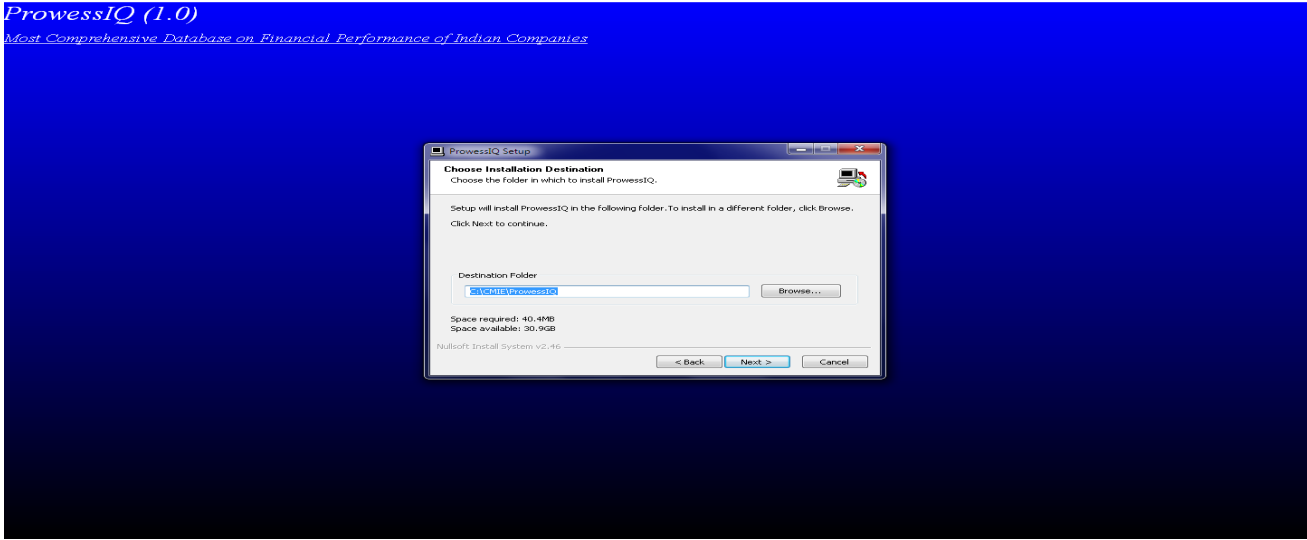 ProwessIQ (1.0)
Most Comprehensive Database on Financial Performance of Indian Companies
ProwessIQ Setup
Choose Installation Destination
Choose the folder in which to install ProwessIQ.
Setup will install ProwessIQ in the following folder.To install in a different folder, click Browse.
Click Next to continue.
Destination Folder
C:\CMIE\ProwessIQ
Browse...
Space required: 40.4MB
Space available: 30.9GB
Nullsoft Install System v2.46
< Back Next > Cancel